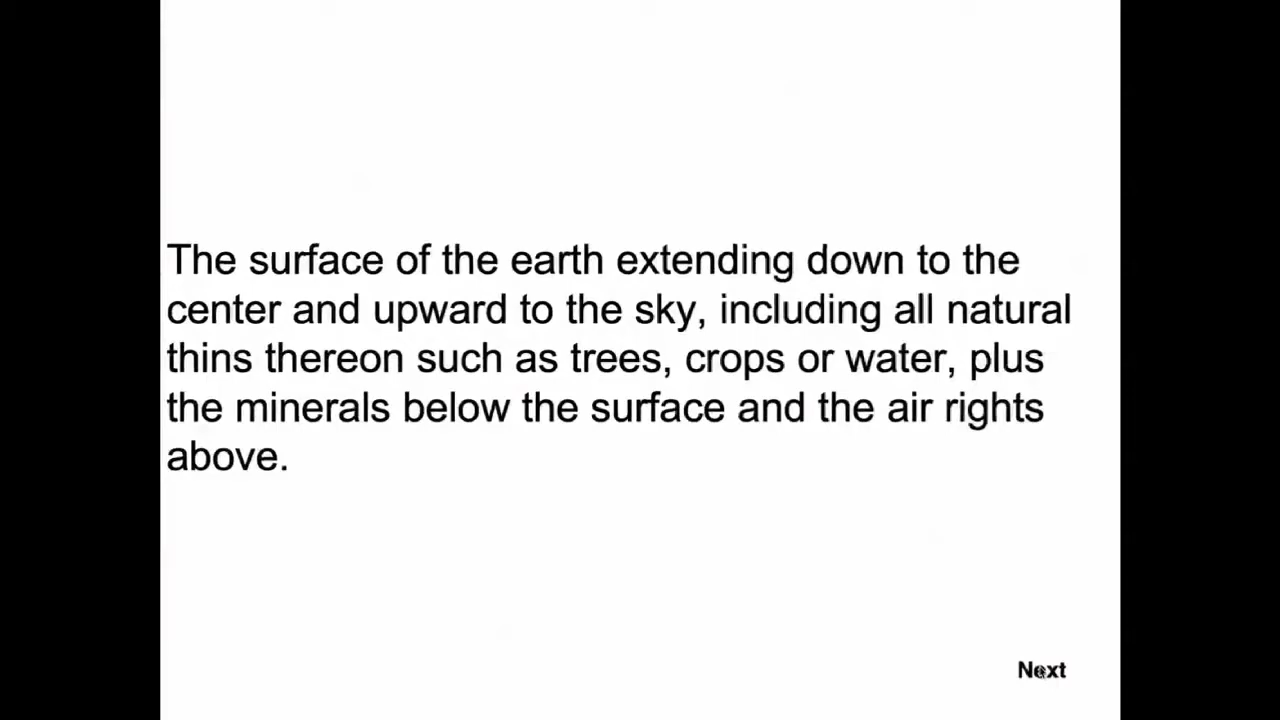 The surface of the earth extending down to the
center and upward to the sky, including all natural
thins thereon such as trees, crops or water, plus
the minerals below the surface and the air rights
above.
Next